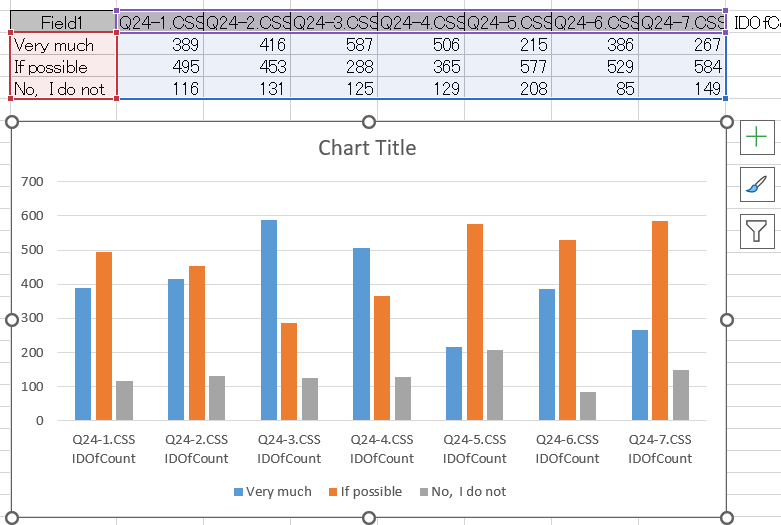 Field1 Q24-1.CSS Q24-2.CSS Q24-3.CSS Q24-4.CSS Q24-5.CSS Q24-6.CSS Q24-7.CSS IDOfC
Very much 389 416 587 506 215 386 267
If possible 495 453 288 365 577 529 584
No, I do not 116 131 125 129 208 85 149
Chart Title
700
600
500
400
300
200
100
0
Q24-1.CSS Q24-2.CSS Q24-3.CSS Q24-4.CSS Q24-5.CSS Q24-6.CSS Q24-7.CSS
IDOfCount IDOfCount IDOfCount IDOfCount IDOfCount IDOfCount IDOfCount
Very much If possible No, I do not